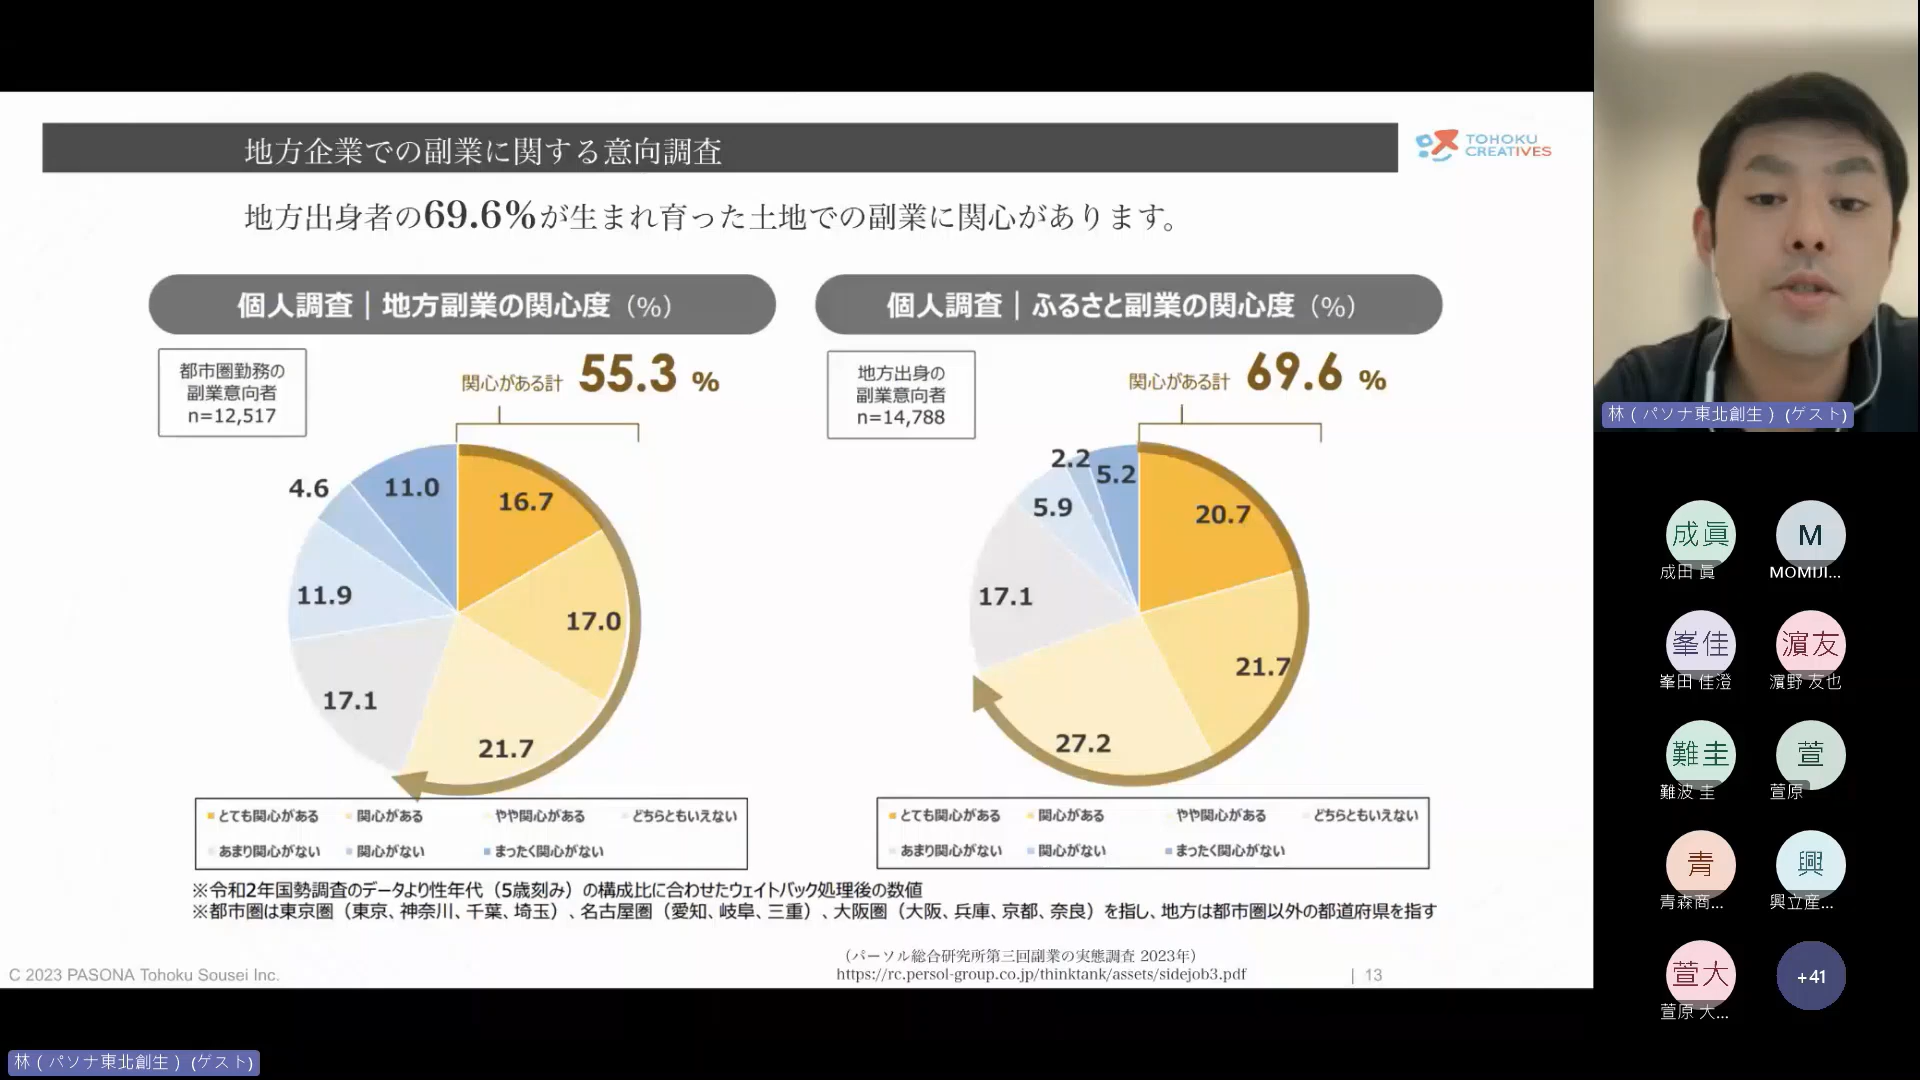 地方企業での副業に関する意向調査
TOHOKU
CREATIVES
地方出身者の69.6%が生まれ育った土地での副業に関心があります。
個人調査｜地方副業の関心度（%）
都市圏勤務の
副業意向者
n=12,517
関心がある計 55.3 %
16.7
17.0
21.7
17.1
11.9
4.6
11.0
とても関心がある 関心がある やや関心がある どちらともいえない
あまり関心がない 関心がない まったく関心がない
個人調査｜ふるさと副業の関心度（%）
地方出身の
副業意向者
n=14,788
関心がある計 69.6 %
20.7
21.7
27.2
17.1
5.9
2.2
5.2
とても関心がある 関心がある やや関心がある どちらともいえない
あまり関心がない 関心がない まったく関心がない
※令和2年国勢調査のデータより性年代（5歳刻み）の構成比に合わせたウェイトバック処理後の数値
※都市圏は東京圏（東京、神奈川、千葉、埼玉）、名古屋圏（愛知、岐阜、三重）、大阪圏（大阪、兵庫、京都、奈良）を指し、地方は都市圏以外の都道府県を指す
（パーソル総合研究所第三回副業の実態調査 2023年）
https://rc.persol-group.co.jp/thinktank/assets/sidejob3.pdf
C 2023 PASONA Tohoku Sousei Inc.
| 13
林（パソナ東北創生）(ゲスト)
成眞
成田 眞
M
MOMIJI...
峯佳
峯田 佳澄
濵友
濵野 友也
難圭
難波 圭
萱
萱原
青
青森商...
興
興立産...
萱大
萱原 大...
+41
林（パソナ東北創生）(ゲスト)